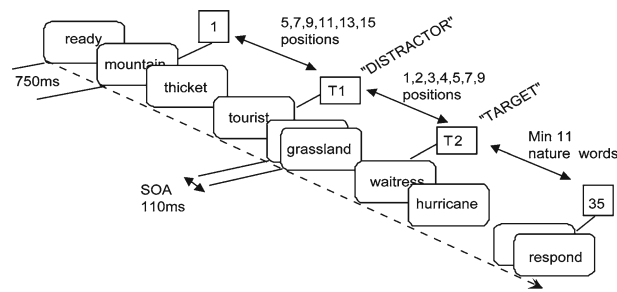 ready
mountain
thicket
tourist
grassland
waitress
hurricane
respond
750ms
SOA
110ms
1
5,7,9,11,13,15
positions
T1
"DISTRACTOR"
1,2,3,4,5,7,9
positions
T2
"TARGET"
Min 11
nature words
35